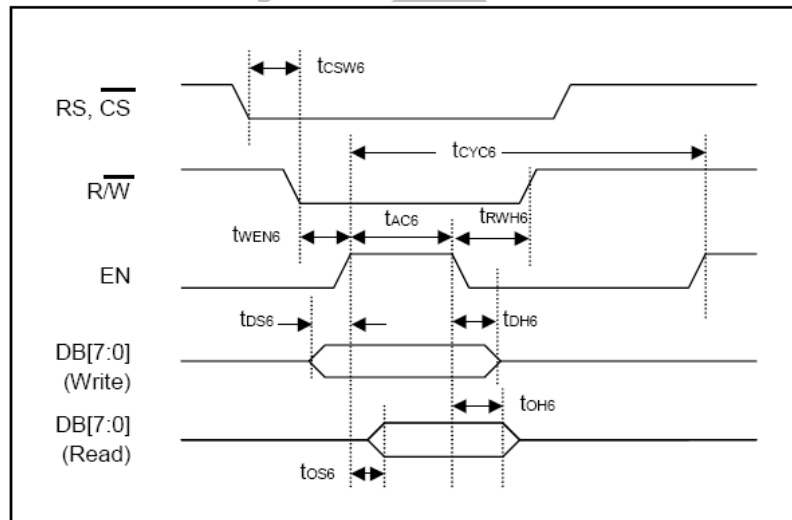 tCSW6
RS, CS
tCYC6
R/W
tAC6
tRWH6
tWEN6
EN
tDS6
tDH6
DB[7:0]
(Write)
tOH6
DB[7:0]
(Read)
tOS6